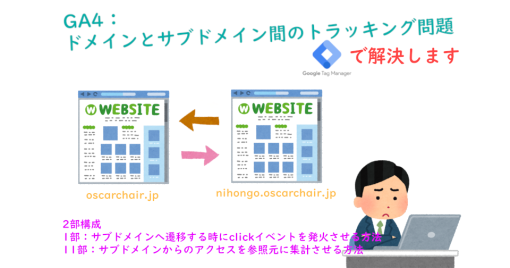 GA4：
ドメインとサブドメイン間のトラッキング問題
Google Tag Manager
で解決します
W WEBSITE
W WEBSITE
oscarchair.jp
nihongo.oscarchair.jp
2部構成
1部：サブドメインへ遷移する時にclickイベントを発火させる方法
11部：サブドメインからのアクセスを参照元に集計させる方法